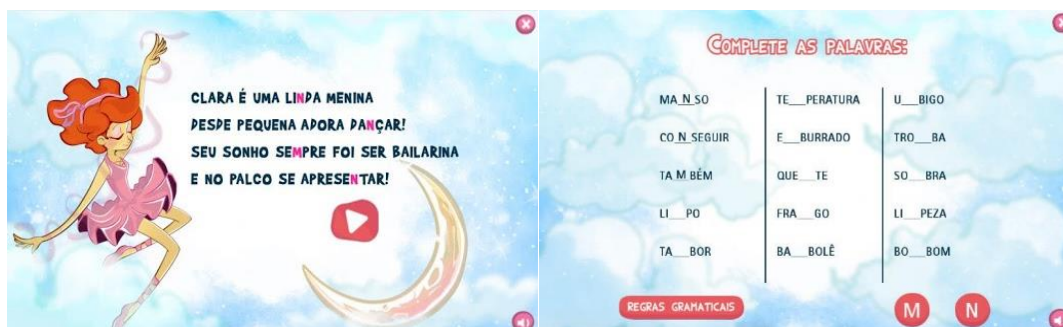 CLARA É UMA LINDA MENINA
DESDE PEQUENA ADORA DANÇAR!
SEU SONHO SEMPRE FOI SER BAILARINA
E NO PALCO SE APRESENTAR!
COMPLETE AS PALAVRAS:
MA N SO
CO N SEGUIR
TA M BÉM
LI__PO
TA__BOR
TE__PERATURA
E__BURRADO
QUE__TE
FRA__GO
BA__BOLÊ
U__BIGO
TRO__BA
SO__BRA
LI__PEZA
BO__BOM
REGRAS GRAMATICAIS
M N